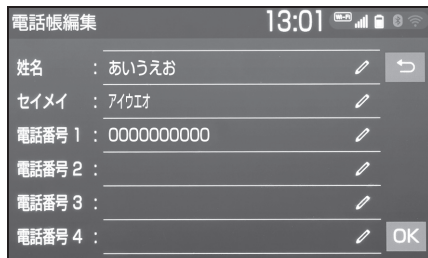 電話帳編集 13:01 Wi-Fi
姓名 : あいうえお
セイメイ : アイウエオ
電話番号1 : 0000000000
電話番号2 :
電話番号3 :
電話番号4 : OK